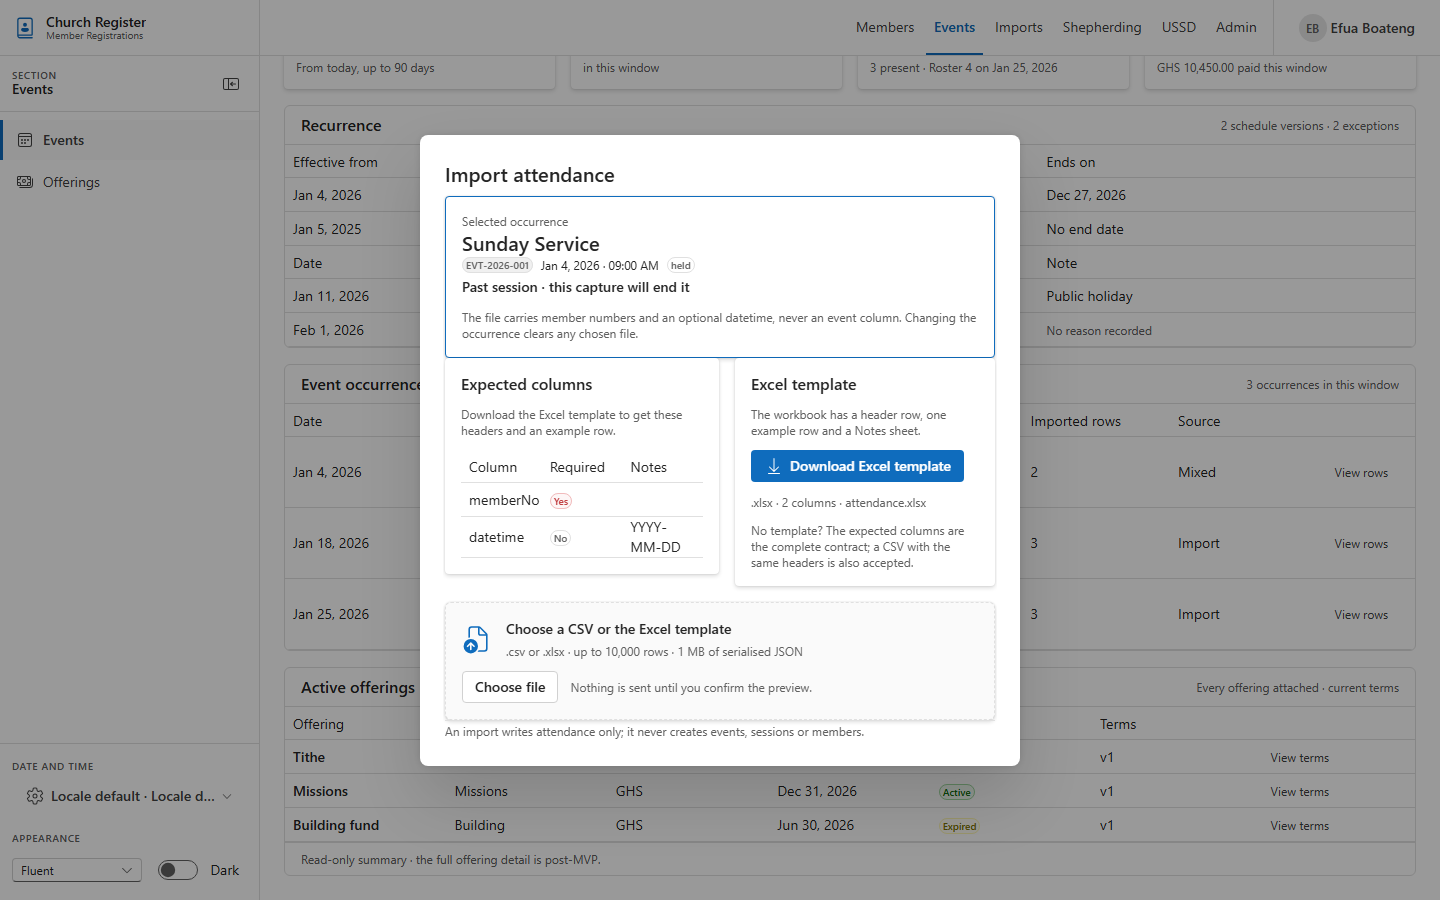 Church Register
Member Registrations
Members
Events
Imports
Shepherding
USSD
Admin
EB
Efua Boateng
SECTION
Events
Events
Offerings
DATE AND TIME
Locale default · Locale d...
APPEARANCE
Fluent
Dark
From today, up to 90 days
in this window
3 present · Roster 4 on Jan 25, 2026
GHS 10,450.00 paid this window
Recurrence
2 schedule versions · 2 exceptions
Effective from
Ends on
Jan 4, 2026
Dec 27, 2026
Jan 5, 2025
No end date
Date
Note
Jan 11, 2026
Public holiday
Feb 1, 2026
No reason recorded
Event occurrence
3 occurrences in this window
Date
Imported rows
Source
Jan 4, 2026
2
Mixed
View rows
Jan 18, 2026
3
Import
View rows
Jan 25, 2026
3
Import
View rows
Active offerings
Every offering attached · current terms
Offering
Terms
Tithe
v1
View terms
Missions
Missions
GHS
Dec 31, 2026
Active
v1
View terms
Building fund
Building
GHS
Jun 30, 2026
Expired
v1
View terms
Read-only summary · the full offering detail is post-MVP.
Import attendance
Selected occurrence
Sunday Service
EVT-2026-001
Jan 4, 2026 · 09:00 AM
held
Past session · this capture will end it
The file carries member numbers and an optional datetime, never an event column. Changing the
occurrence clears any chosen file.
Expected columns
Download the Excel template to get these
headers and an example row.
Column
Required
Notes
memberNo
Yes
datetime
No
YYYY-
MM-DD
Excel template
The workbook has a header row, one
example row and a Notes sheet.
Download Excel template
.xlsx · 2 columns · attendance.xlsx
No template? The expected columns are
the complete contract; a CSV with the
same headers is also accepted.
Choose a CSV or the Excel template
.csv or .xlsx · up to 10,000 rows · 1 MB of serialised JSON
Choose file
Nothing is sent until you confirm the preview.
An import writes attendance only; it never creates events, sessions or members.